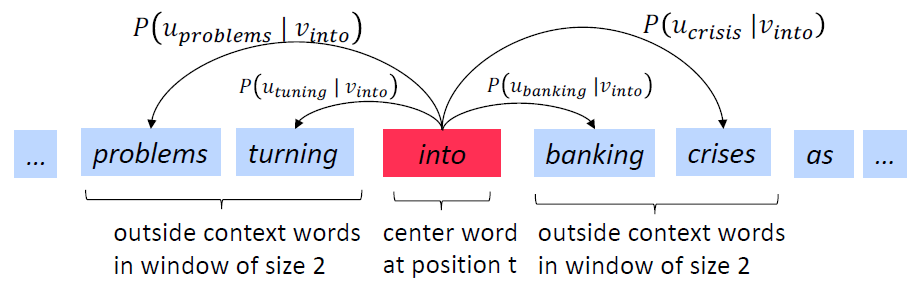 P(u_problems | v_into)
P(u_crisis | v_into)
P(u_tuning | v_into)
P(u_banking | v_into)
... problems turning into banking crises as ...
outside context words
in window of size 2
center word
at position t
outside context words
in window of size 2